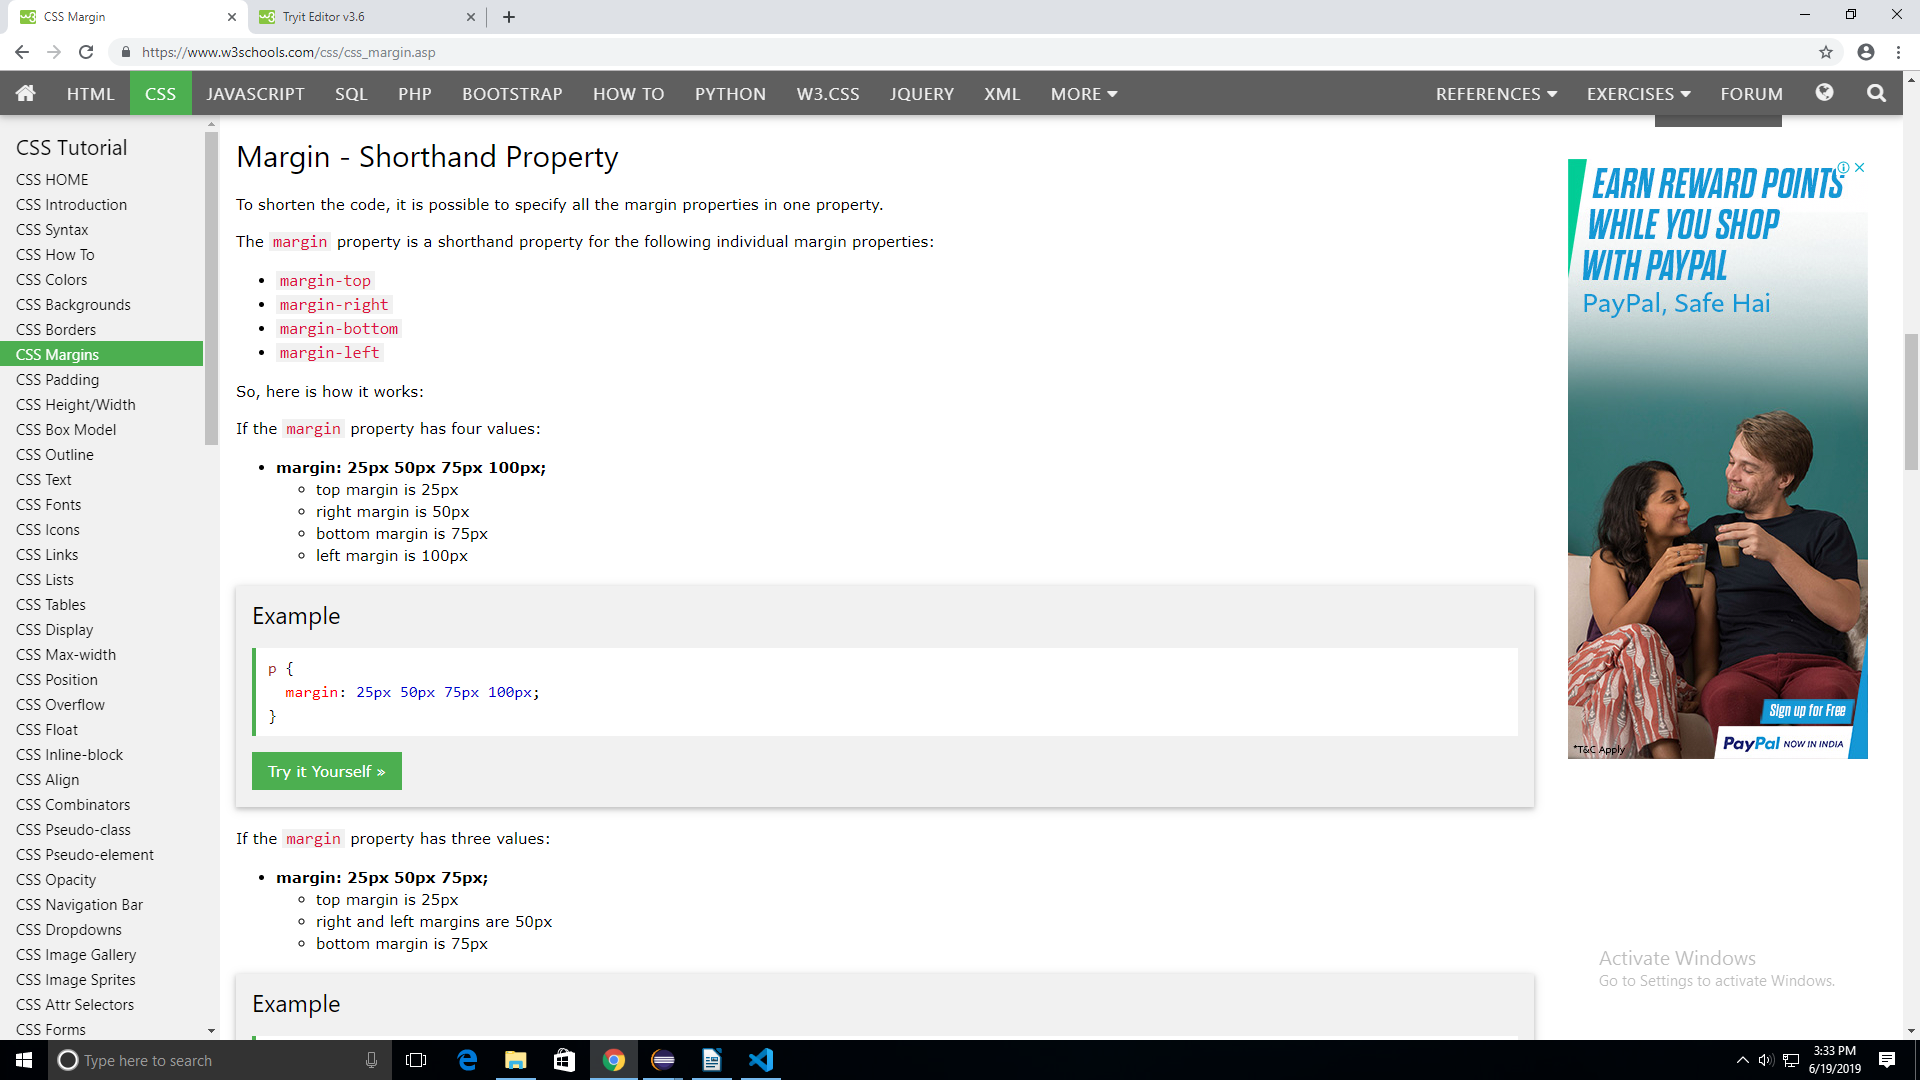 CSS Margin
Tryit Editor v3.6
https://www.w3schools.com/css/css_margin.asp
HTML CSS JAVASCRIPT SQL PHP BOOTSTRAP HOW TO PYTHON W3.CSS JQUERY XML MORE REFERENCES EXERCISES FORUM
CSS Tutorial
CSS HOME
CSS Introduction
CSS Syntax
CSS How To
CSS Colors
CSS Backgrounds
CSS Borders
CSS Margins
CSS Padding
CSS Height/Width
CSS Box Model
CSS Outline
CSS Text
CSS Fonts
CSS Icons
CSS Links
CSS Lists
CSS Tables
CSS Display
CSS Max-width
CSS Position
CSS Overflow
CSS Float
CSS Inline-block
CSS Align
CSS Combinators
CSS Pseudo-class
CSS Pseudo-element
CSS Opacity
CSS Navigation Bar
CSS Dropdowns
CSS Image Gallery
CSS Image Sprites
CSS Attr Selectors
CSS Forms
Margin - Shorthand Property
To shorten the code, it is possible to specify all the margin properties in one property.
The margin property is a shorthand property for the following individual margin properties:
margin-top
margin-right
margin-bottom
margin-left
So, here is how it works:
If the margin property has four values:
margin: 25px 50px 75px 100px;
top margin is 25px
right margin is 50px
bottom margin is 75px
left margin is 100px
Example
p {
margin: 25px 50px 75px 100px;
}
Try it Yourself »
If the margin property has three values:
margin: 25px 50px 75px;
top margin is 25px
right and left margins are 50px
bottom margin is 75px
Example
EARN REWARD POINTS
WHILE YOU SHOP
WITH PAYPAL
PayPal, Safe Hai
Sign up for Free
PayPal NOW IN INDIA
*T&C Apply
Activate Windows
Go to Settings to activate Windows.
Type here to search
3:33 PM
6/19/2019